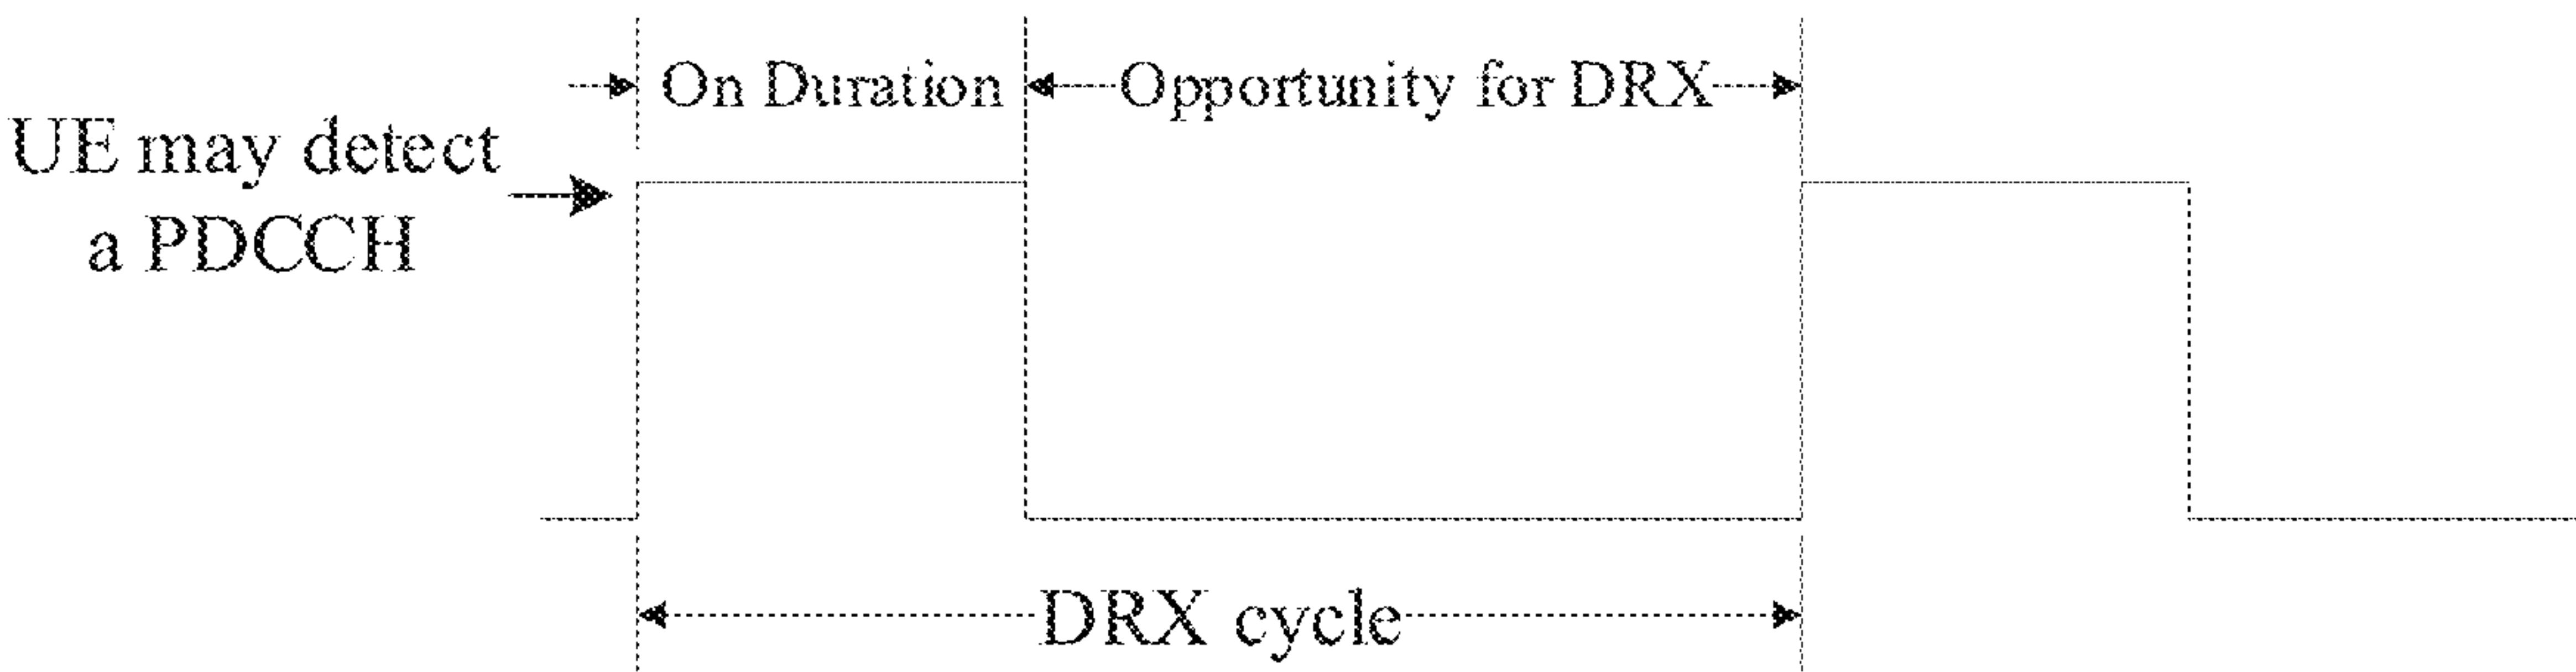 On Duration
Opportunity for DRX
UE may detect
a PDCCH
DRX cycle